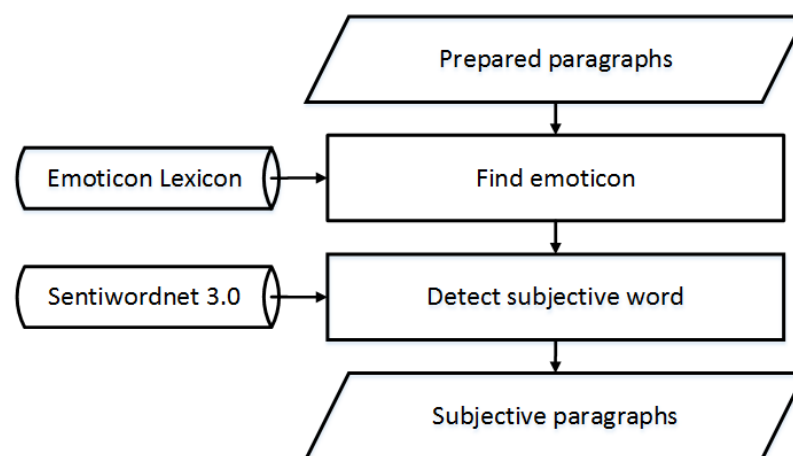 Prepared paragraphs
Emoticon Lexicon
Find emoticon
Sentiwordnet 3.0
Detect subjective word
Subjective paragraphs